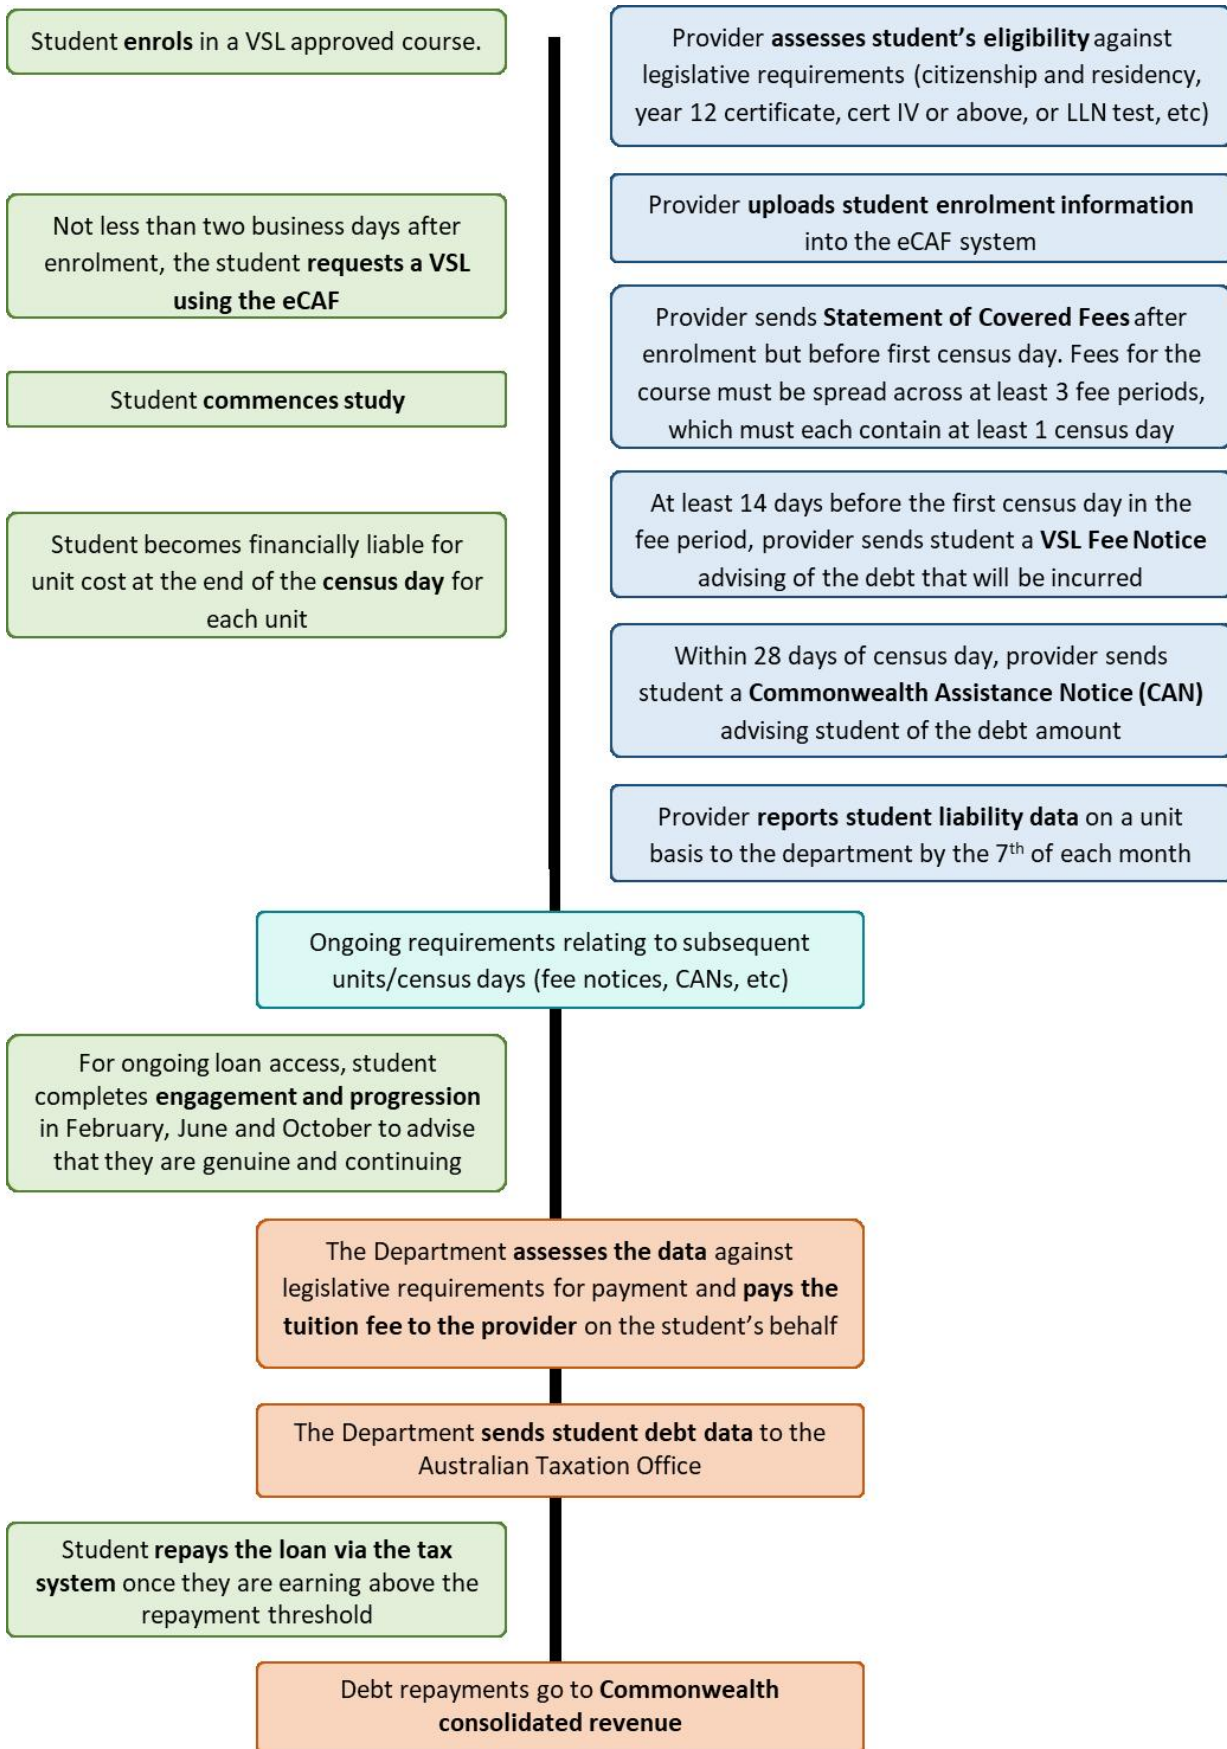 Student enrols in a VSL approved course.
Provider assesses student's eligibility against
legislative requirements (citizenship and residency,
year 12 certificate, cert IV or above, or LLN test, etc)
Not less than two business days after
enrolment, the student requests a VSL
using the eCAF
Provider uploads student enrolment information
into the eCAF system
Provider sends Statement of Covered Fees after
enrolment but before first census day. Fees for the
course must be spread across at least 3 fee periods,
which must each contain at least 1 census day
Student commences study
At least 14 days before the first census day in the
fee period, provider sends student a VSL Fee Notice
advising of the debt that will be incurred
Student becomes financially liable for
unit cost at the end of the census day for
each unit
Within 28 days of census day, provider sends
student a Commonwealth Assistance Notice (CAN)
advising student of the debt amount
Provider reports student liability data on a unit
basis to the department by the 7th of each month
Ongoing requirements relating to subsequent
units/census days (fee notices, CANs, etc)
For ongoing loan access, student
completes engagement and progression
in February, June and October to advise
that they are genuine and continuing
The Department assesses the data against
legislative requirements for payment and pays the
tuition fee to the provider on the student's behalf
The Department sends student debt data to the
Australian Taxation Office
Student repays the loan via the tax
system once they are earning above the
repayment threshold
Debt repayments go to Commonwealth
consolidated revenue